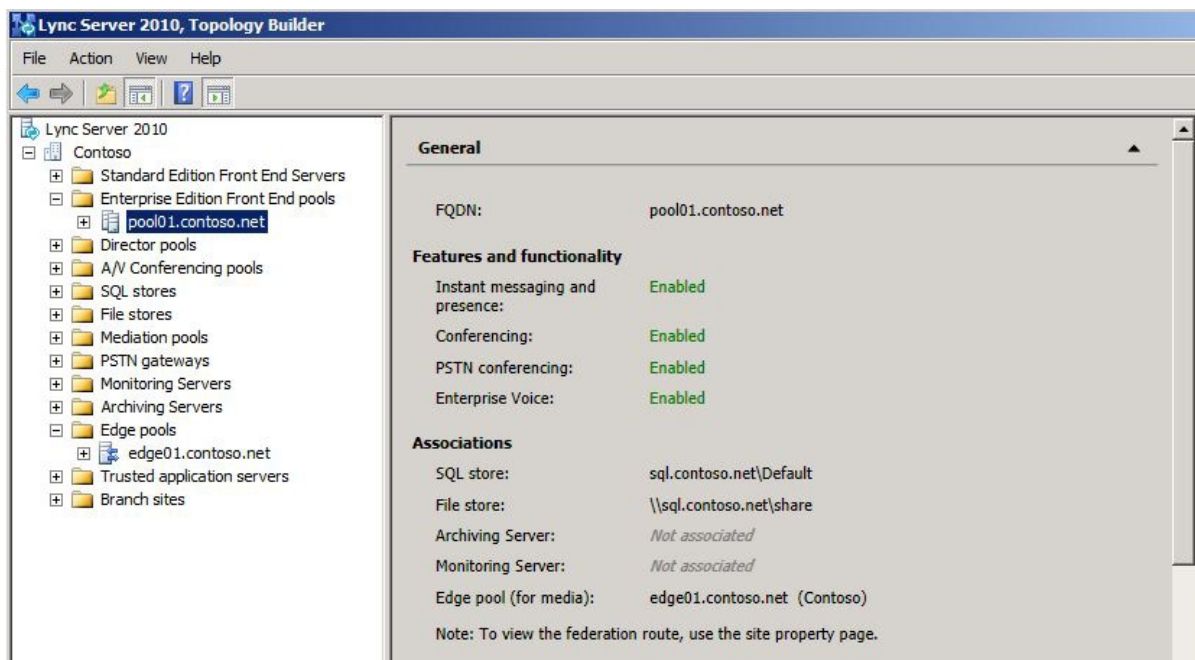 Lync Server 2010, Topology Builder
File Action View Help
Lync Server 2010
Contoso
Standard Edition Front End Servers
Enterprise Edition Front End pools
pool01.contoso.net
Director pools
A/V Conferencing pools
SQL stores
File stores
Mediation pools
PSTN gateways
Monitoring Servers
Archiving Servers
Edge pools
edge01.contoso.net
Trusted application servers
Branch sites
General
FQDN: pool01.contoso.net
Features and functionality
Instant messaging and Enabled
presence:
Conferencing: Enabled
PSTN conferencing: Enabled
Enterprise Voice: Enabled
Associations
SQL store: sql.contoso.net\Default
File store: \\sql.contoso.net\share
Archiving Server: Not associated
Monitoring Server: Not associated
Edge pool (for media): edge01.contoso.net (Contoso)
Note: To view the federation route, use the site property page.